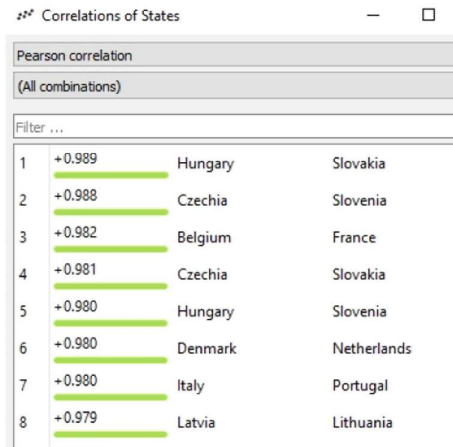 Correlations of States
Pearson correlation
(All combinations)
Filter ...
1 +0.989 Hungary Slovakia
2 +0.988 Czechia Slovenia
3 +0.982 Belgium France
4 +0.981 Czechia Slovakia
5 +0.980 Hungary Slovenia
6 +0.980 Denmark Netherlands
7 +0.980 Italy Portugal
8 +0.979 Latvia Lithuania